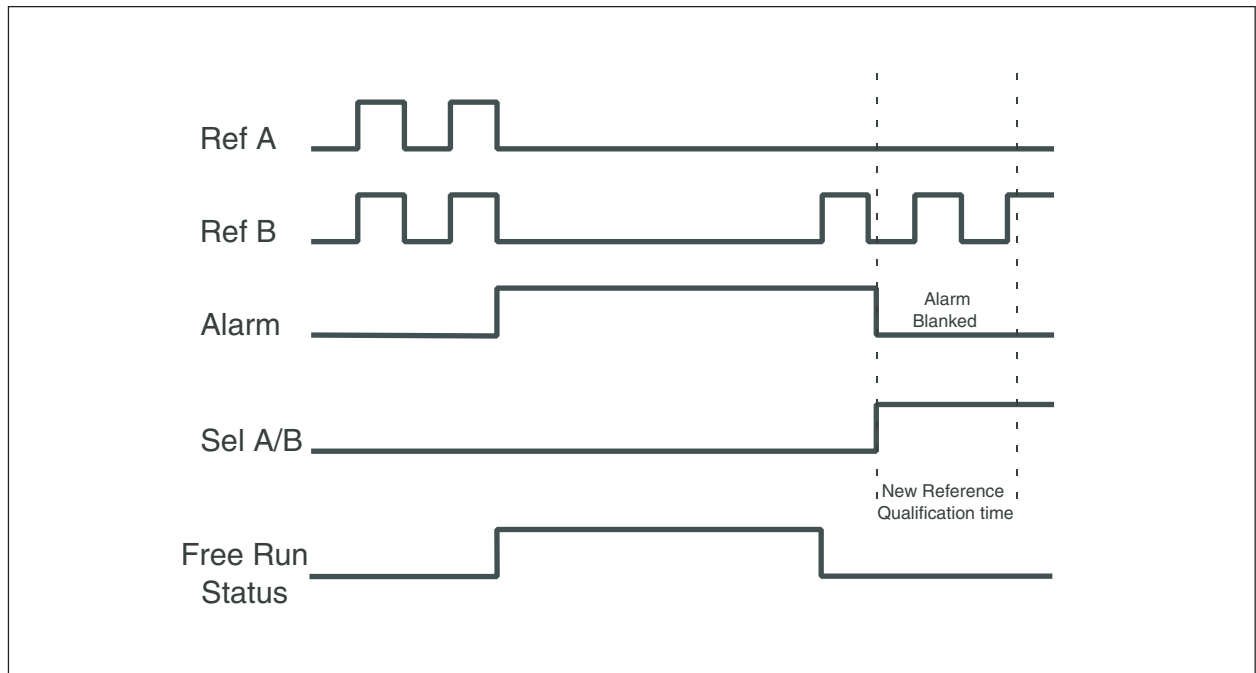 Ref A
Ref B
Alarm
Alarm
Blanked
Sel A/B
New Reference
Qualification time
Free Run
Status